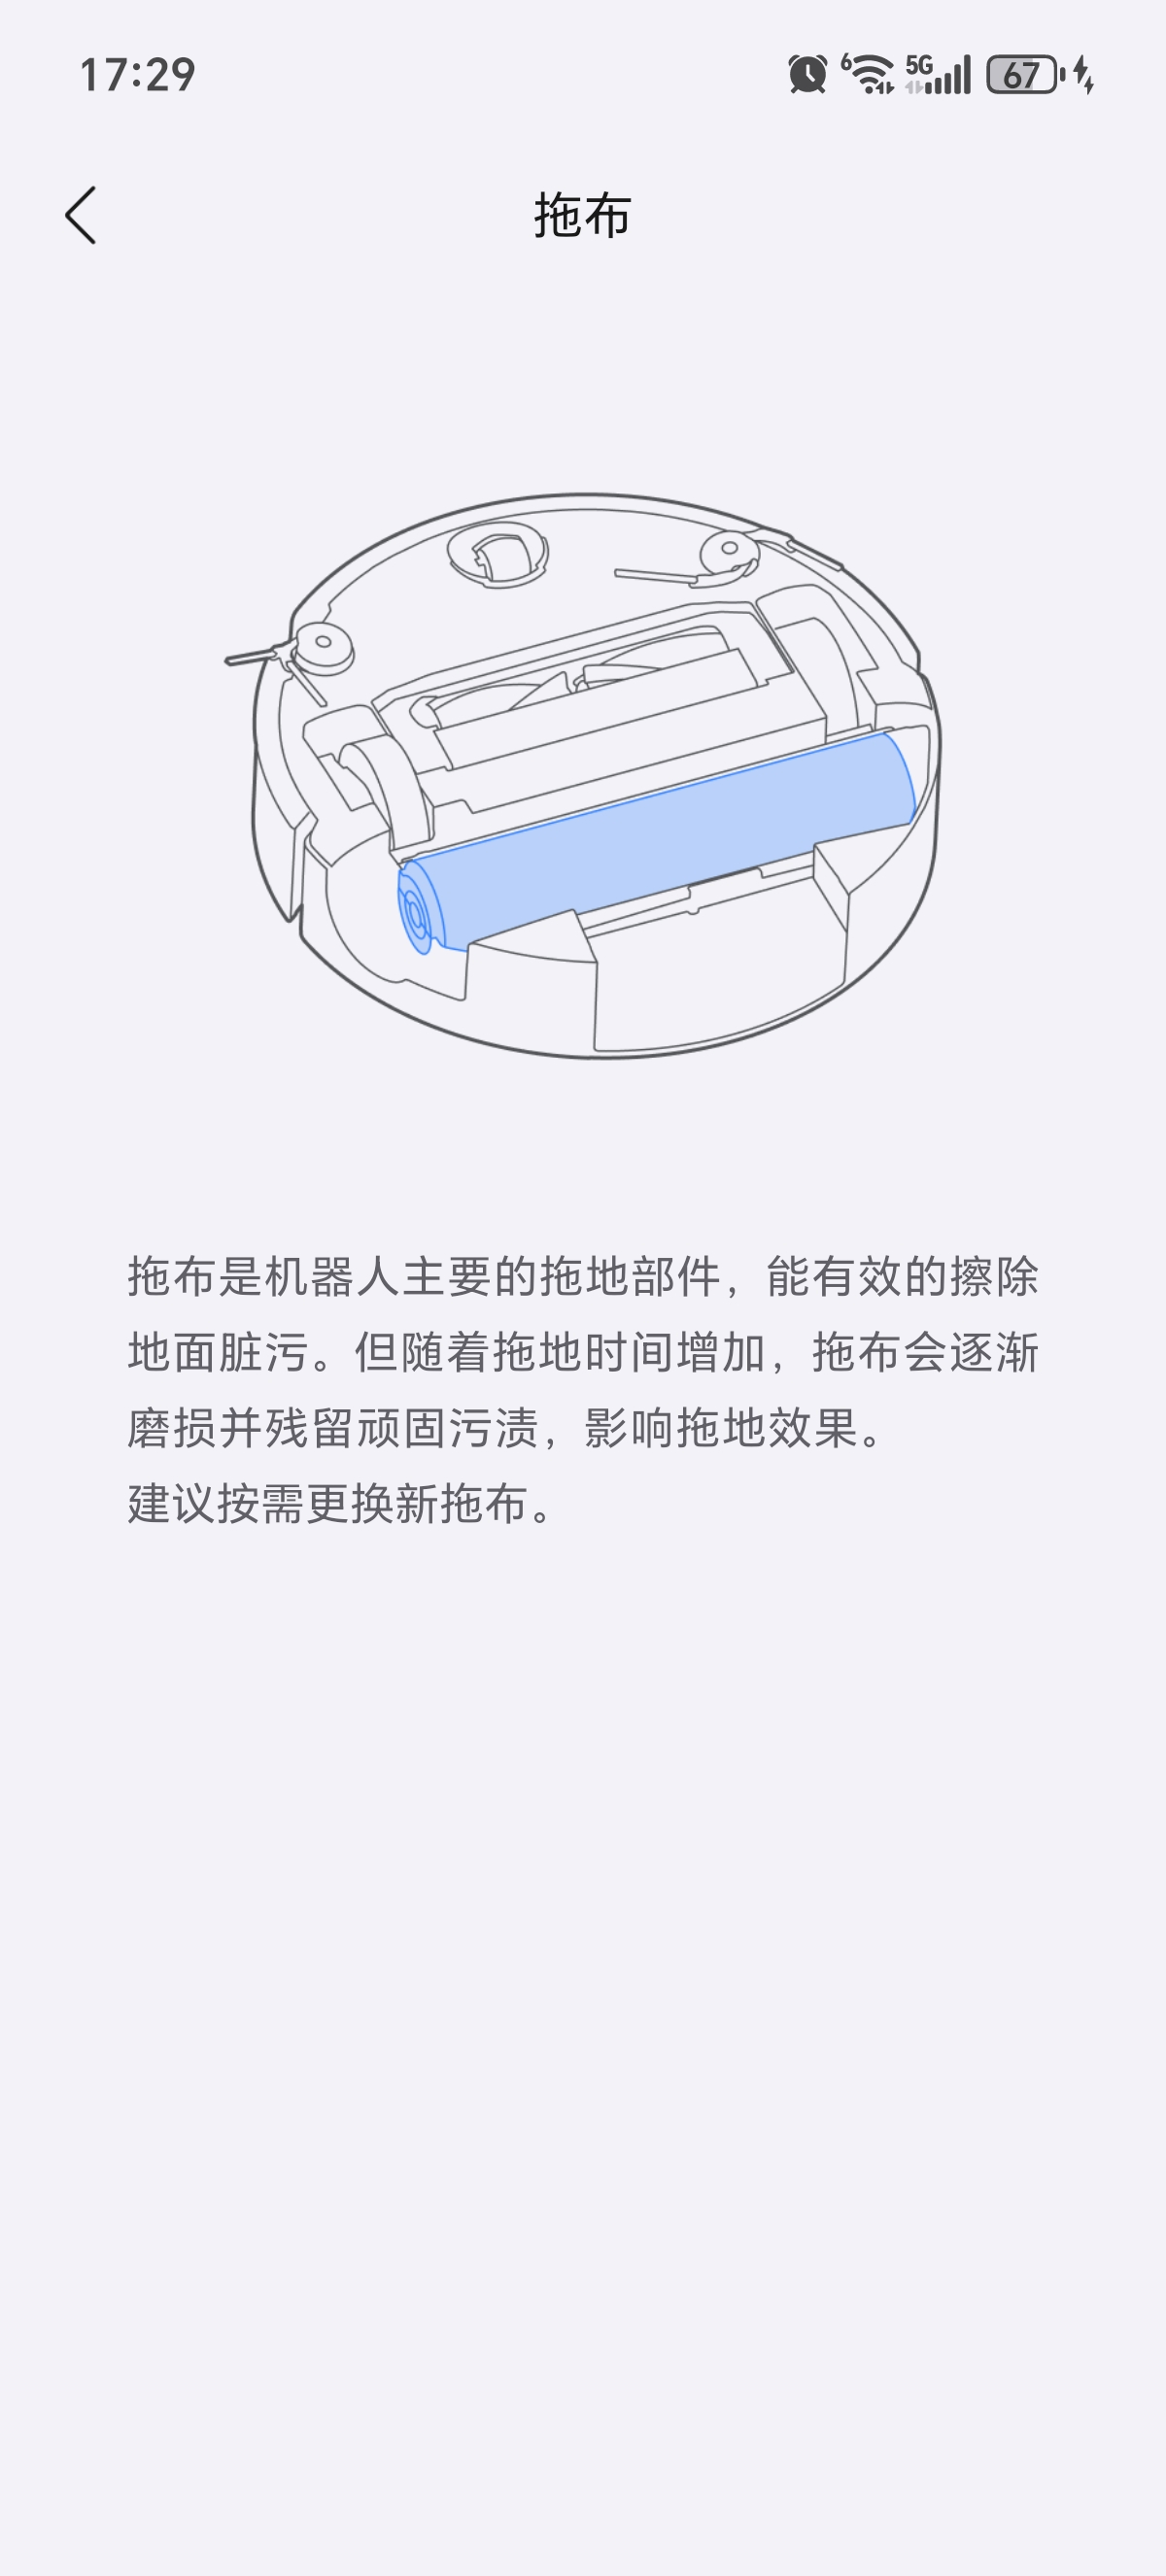 17:29
6 5G 67
拖布
拖布是机器人主要的拖地部件，能有效的擦除
地面脏污。但随着拖地时间增加，拖布会逐渐
磨损并残留顽固污渍，影响拖地效果。
建议按需更换新拖布。